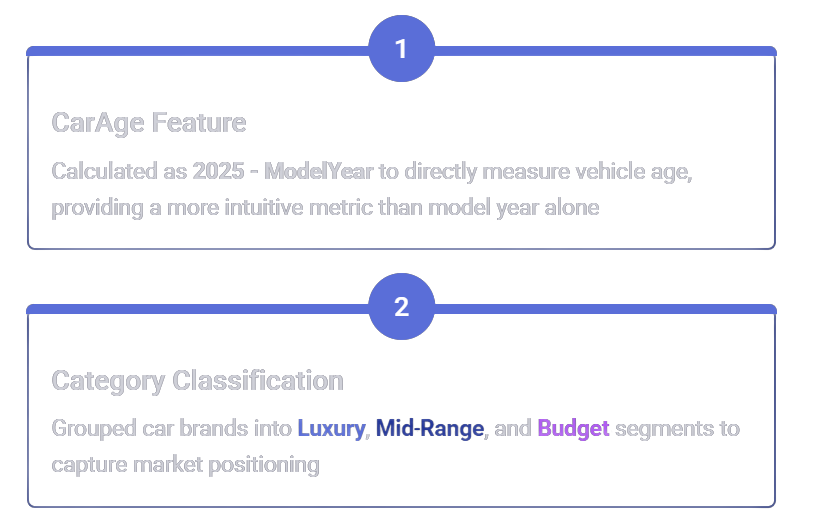 1
CarAge Feature
Calculated as 2025 - ModelYear to directly measure vehicle age,
providing a more intuitive metric than model year alone
2
Category Classification
Grouped car brands into Luxury, Mid-Range, and Budget segments to
capture market positioning